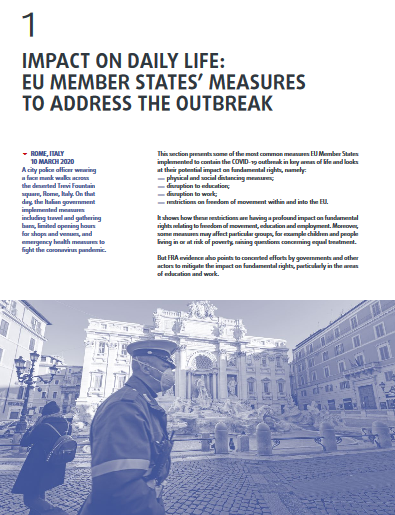 1
IMPACT ON DAILY LIFE:
EU MEMBER STATES’ MEASURES
TO ADDRESS THE OUTBREAK
ROME, ITALY
10 MARCH 2020
A city police officer wearing
a face mask walks across
the deserted Trevi Fountain
square, Rome, Italy. On that
day, the Italian government
implemented measures
including travel and gathering
bans, limited opening hours
for shops and venues, and
emergency health measures to
fight the coronavirus pandemic.
This section presents some of the most common measures EU Member States
implemented to contain the COVID-19 outbreak in key areas of life and looks
at their potential impact on fundamental rights, namely:
— physical and social distancing measures;
— disruption to education;
— disruption to work;
— restrictions on freedom of movement within and into the EU.
It shows how these restrictions are having a profound impact on fundamental
rights relating to freedom of movement, education and employment. Moreover,
some measures may affect particular groups, for example children and people
living in or at risk of poverty, raising questions concerning equal treatment.
But FRA evidence also points to concerted efforts by governments and other
actors to mitigate the impact on fundamental rights, particularly in the areas
of education and work.